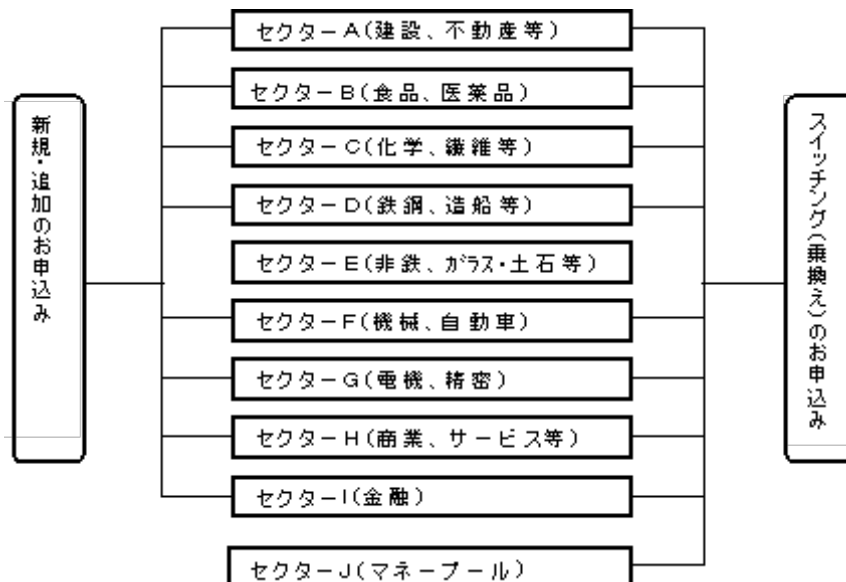 新規・追加のお申込み
セクターA(建設、不動産等)
セクターB(食品、医薬品)
セクターC(化学、繊維等)
セクターD(鉄鋼、造船等)
セクターE(非鉄、ガラス・土石等)
セクターF(機械、自動車)
セクターG(電機、精密)
セクターH(商業、サービス等)
セクターI(金融)
セクターJ(マネープール)
スイッチング(乗換え)のお申込み